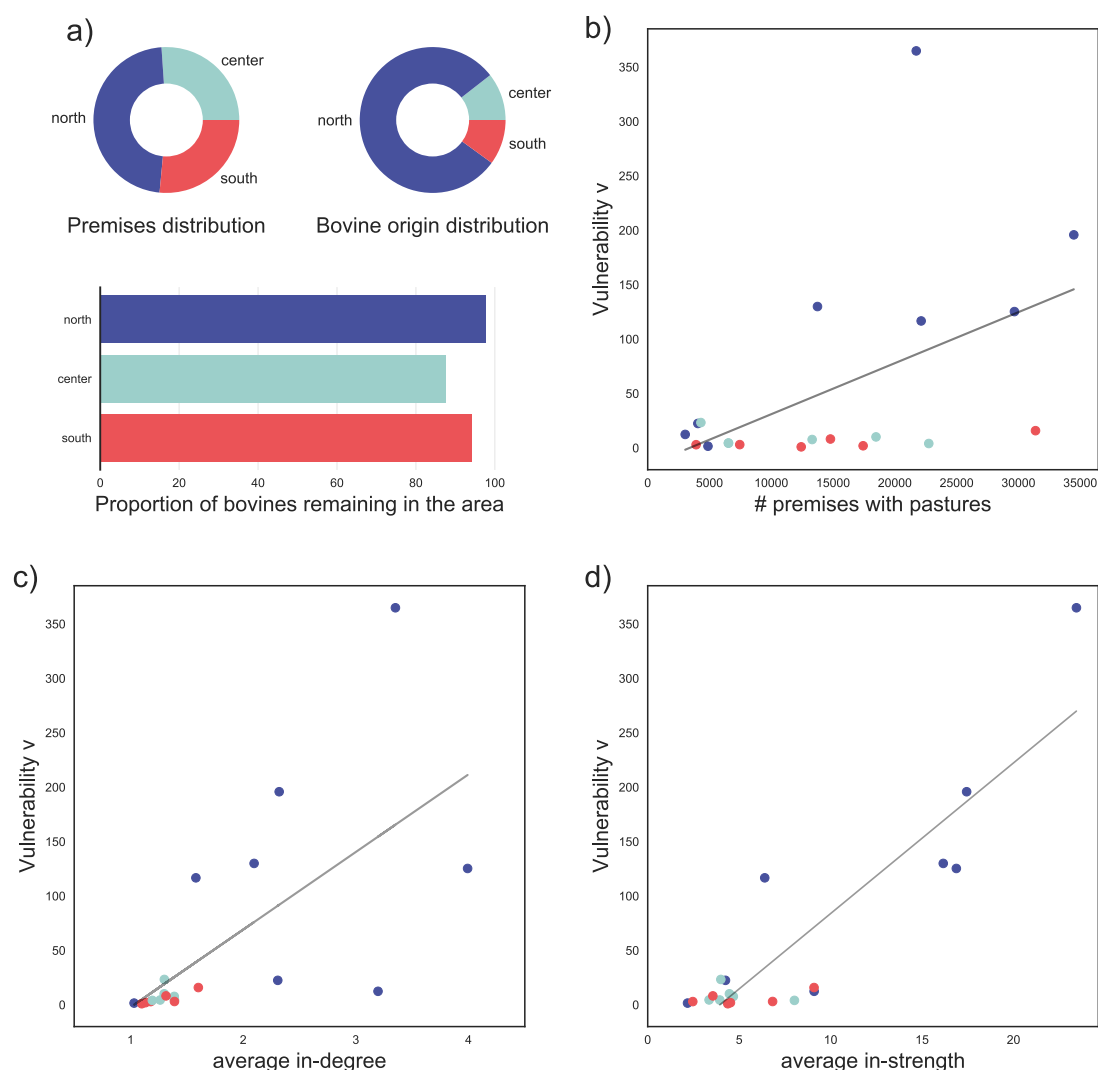 a)
center
north
south
Premises distribution
center
north
south
Bovine origin distribution
north
center
south
0 20 40 60 80 100
Proportion of bovines remaining in the area
b)
Vulnerability v
350
300
250
200
150
100
50
0
0 5000 10000 15000 20000 25000 30000 35000
# premises with pastures
c)
Vulnerability v
350
300
250
200
150
100
50
0
1 2 3 4
average in-degree
d)
Vulnerability v
350
300
250
200
150
100
50
0
0 5 10 15 20
average in-strength